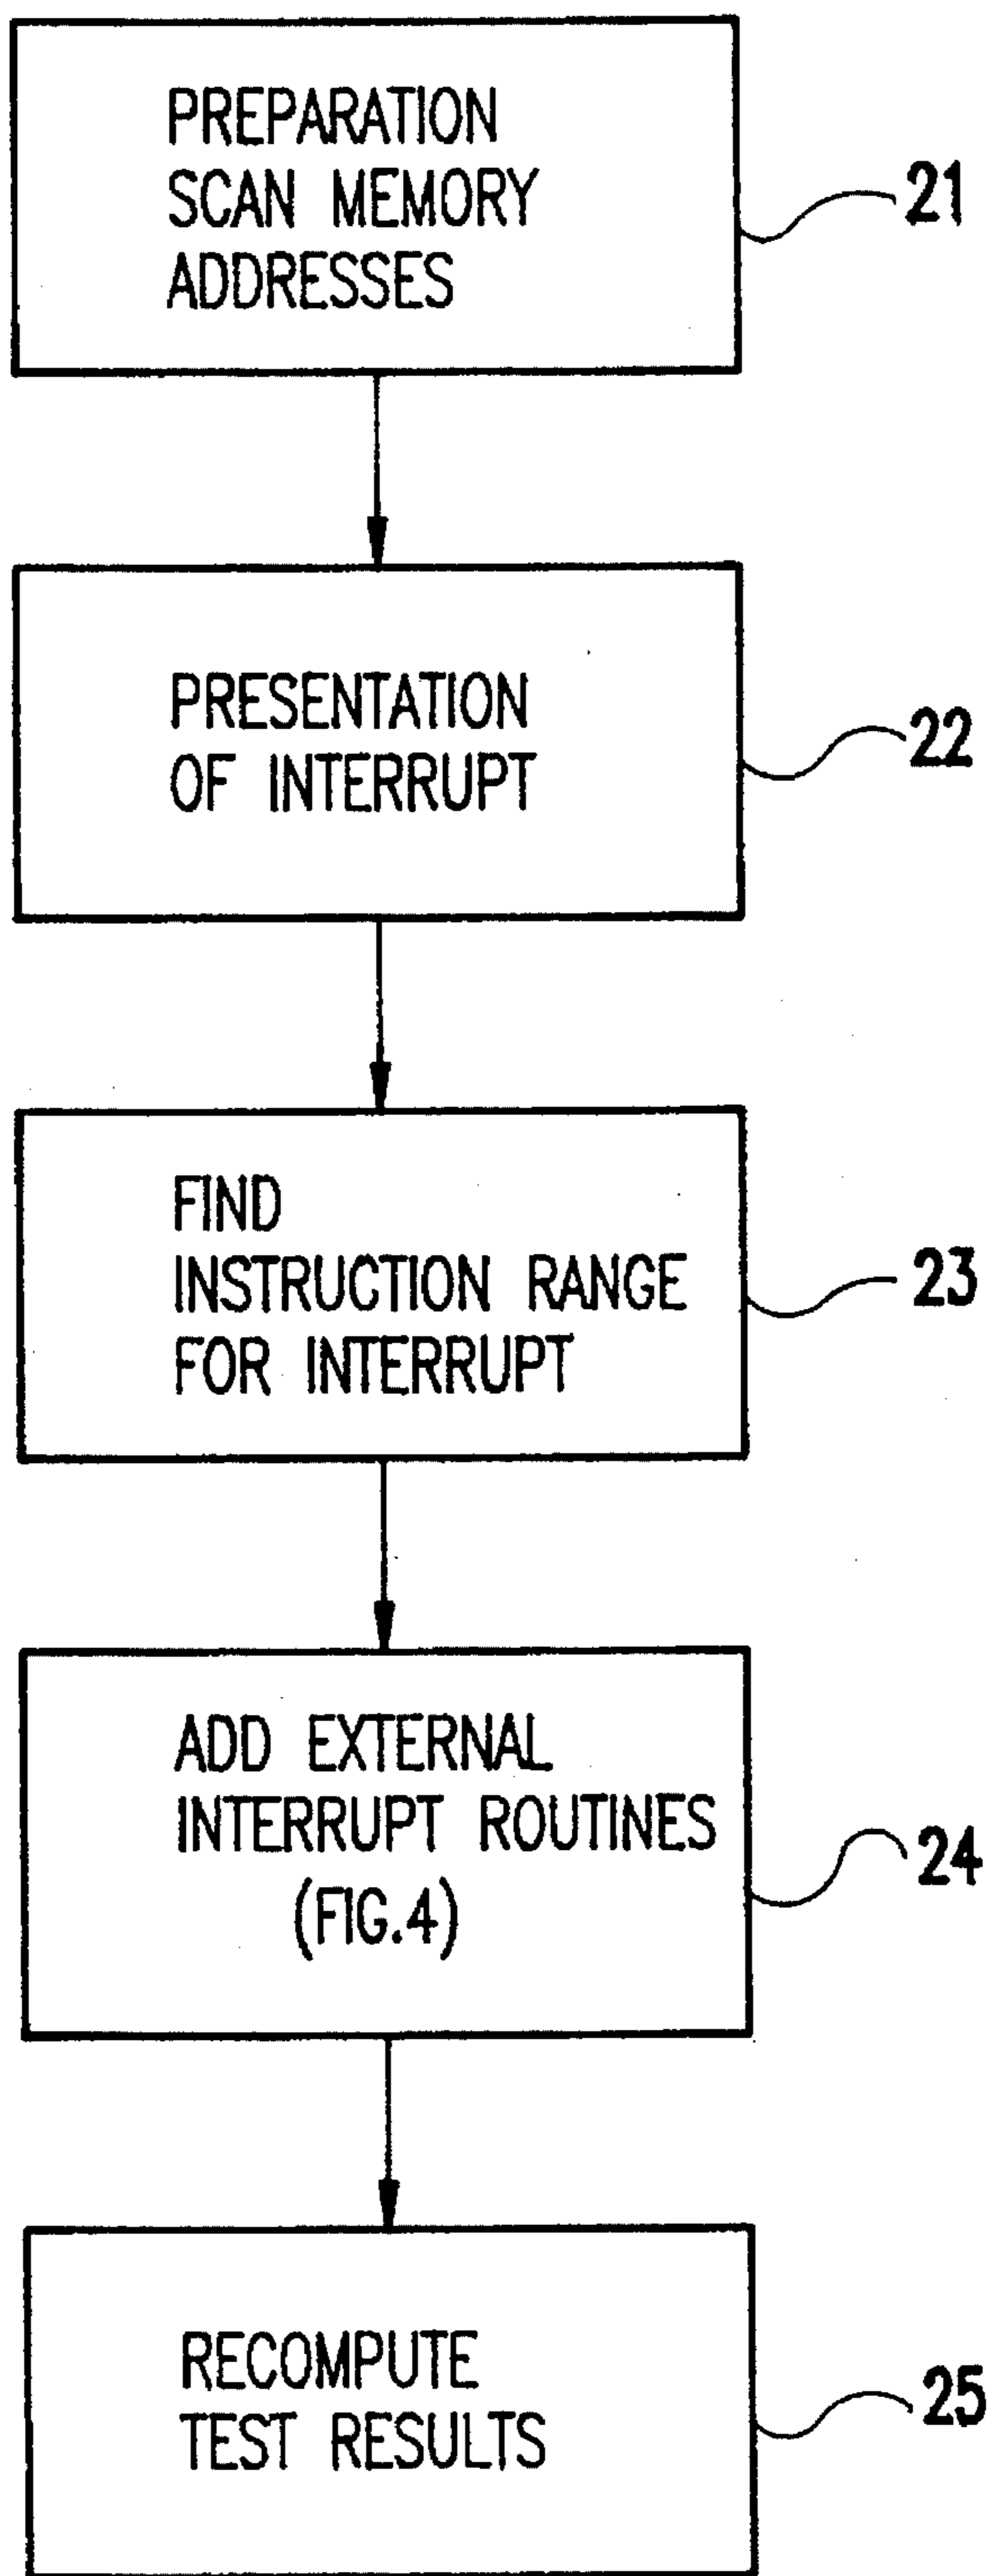 PREPARATION
SCAN MEMORY
ADDRESSES
21
PRESENTATION
OF INTERRUPT
22
FIND
INSTRUCTION RANGE
FOR INTERRUPT
23
ADD EXTERNAL
INTERRUPT ROUTINES
(FIG.4)
24
RECOMPUTE
TEST RESULTS
25